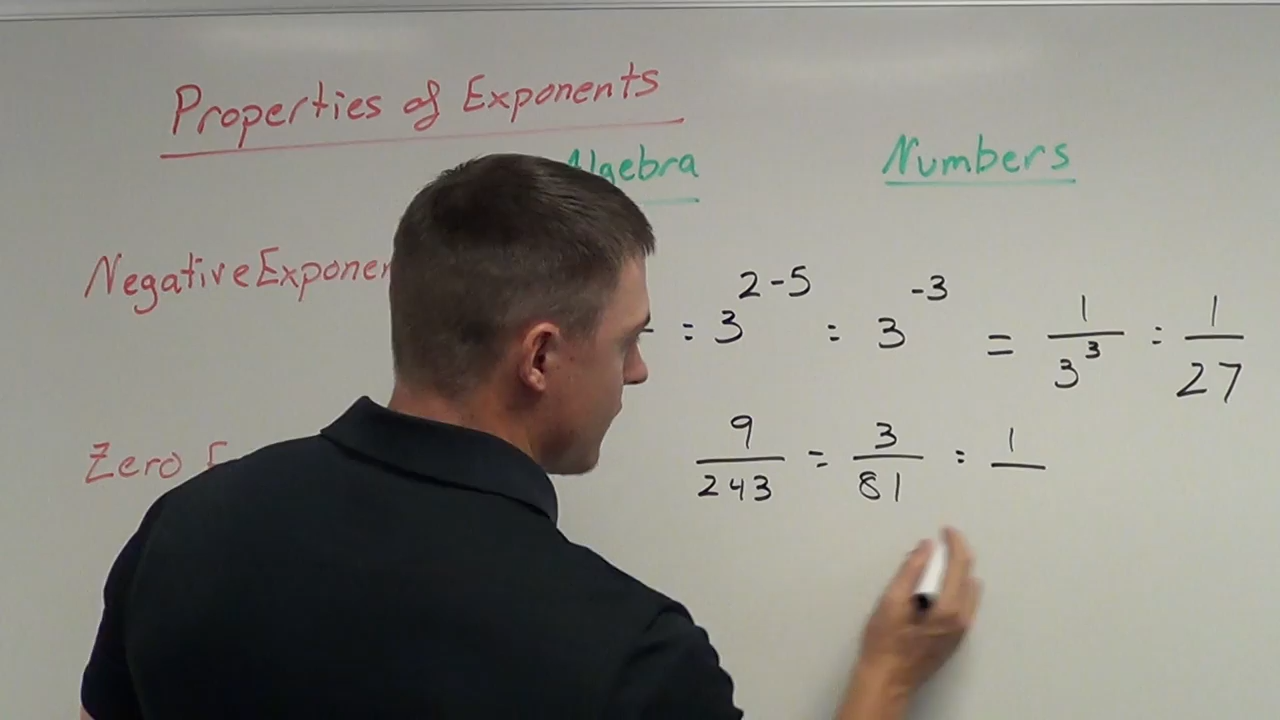 Properties of Exponents
Algebra Numbers
Negative Exponen
: 3^{2-5} : 3^{-3} = 1/3^3 : 1/27
Zero
9/243 = 3/81 : 1/